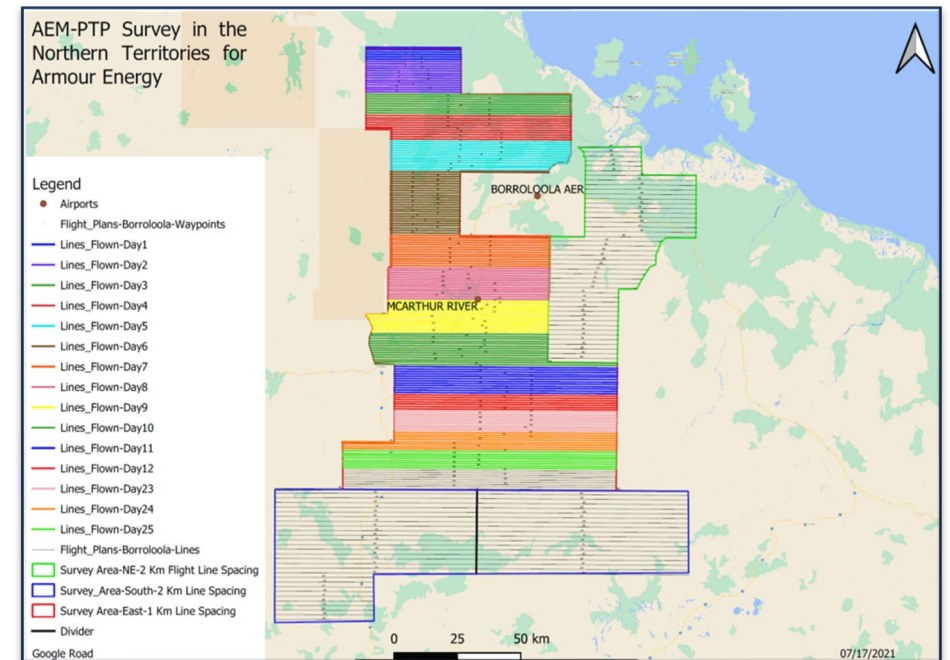 AEM-PTP Survey in the
Northern Territories for
Armour Energy
BORROLOOLA AER
MCARTHUR RIVER
Legend
Airports
Flight_Plans-Borroloola-Waypoints
Lines_Flown-Day1
Lines_Flown-Day2
Lines_Flown-Day3
Lines_Flown-Day4
Lines_Flown-Day5
Lines_Flown-Day6
Lines_Flown-Day7
Lines_Flown-Day8
Lines_Flown-Day9
Lines_Flown-Day10
Lines_Flown-Day11
Lines_Flown-Day12
Lines_Flown-Day23
Lines_Flown-Day24
Lines_Flown-Day25
Flight_Plans-Borroloola-Lines
Survey Area-NE-2 Km Flight Line Spacing
Survey_Area-South-2 Km Line Spacing
Survey Area-East-1 Km Line Spacing
Divider
Google Road
0 25 50 km
07/17/2021